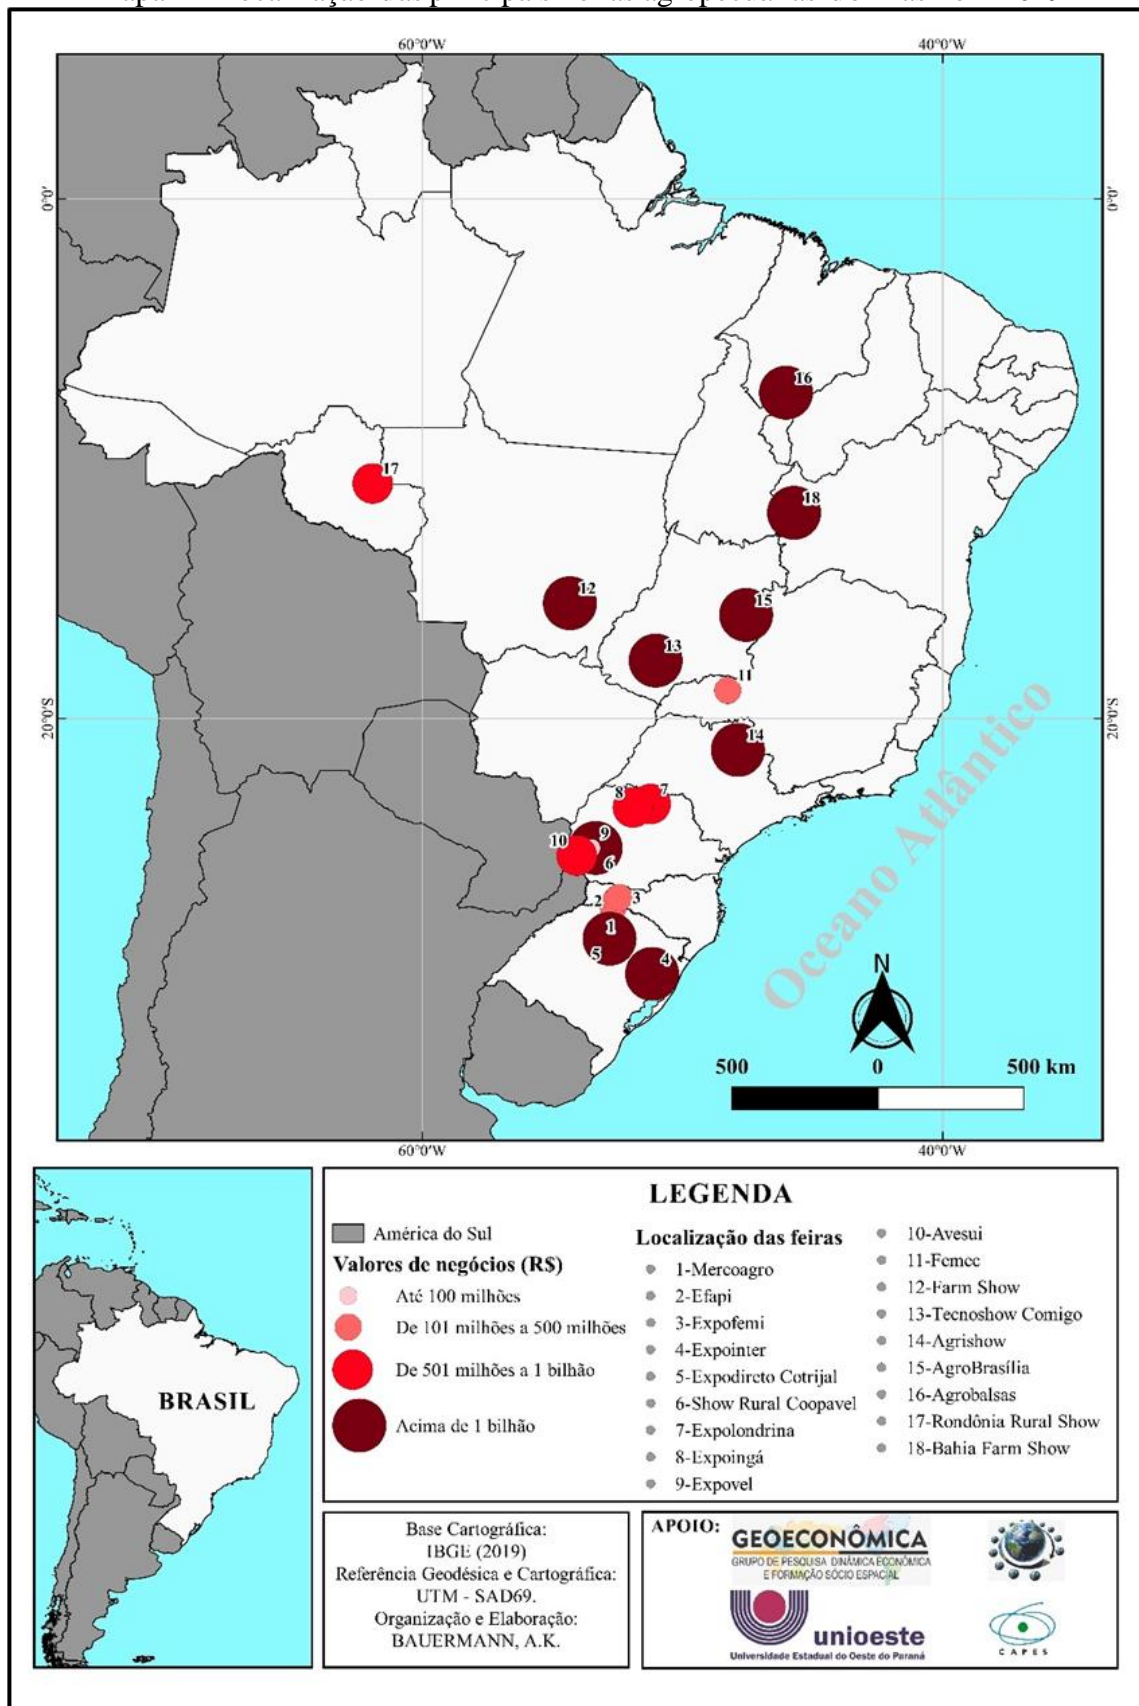 60°0'W 40°0'W
0°0' 0°0'
16
17
18
12
15
13
11
20°0'S 20°0'S
14
8 7
10 9
6
2 3
1
5 4
Oceano Atlântico
N
500 0 500 km
60°0'W 40°0'W
BRASIL
LEGENDA
América do Sul
Valores de negócios (R$)
Até 100 milhões
De 101 milhões a 500 milhões
De 501 milhões a 1 bilhão
Acima de 1 bilhão
Localização das feiras
1-Mercoagro
2-Efapi
3-Expofemi
4-Expointer
5-Expodireto Cotrijal
6-Show Rural Coopavel
7-Expolondrina
8-Expoingá
9-Expovel
10-Avesui
11-Femec
12-Farm Show
13-Tecnoshow Comigo
14-Agrishow
15-AgroBrasília
16-Agrobalsas
17-Rondônia Rural Show
18-Bahia Farm Show
Base Cartográfica:
IBGE (2019)
Referência Geodésica e Cartográfica:
UTM - SAD69.
Organização e Elaboração:
BAUERMANN, A.K.
APOIO:
GEOECONÔMICA
GRUPO DE PESQUISA DINÂMICA ECONÔMICA
E FORMAÇÃO SÓCIO ESPACIAL
unioeste
Universidade Estadual do Oeste do Paraná
CAPES